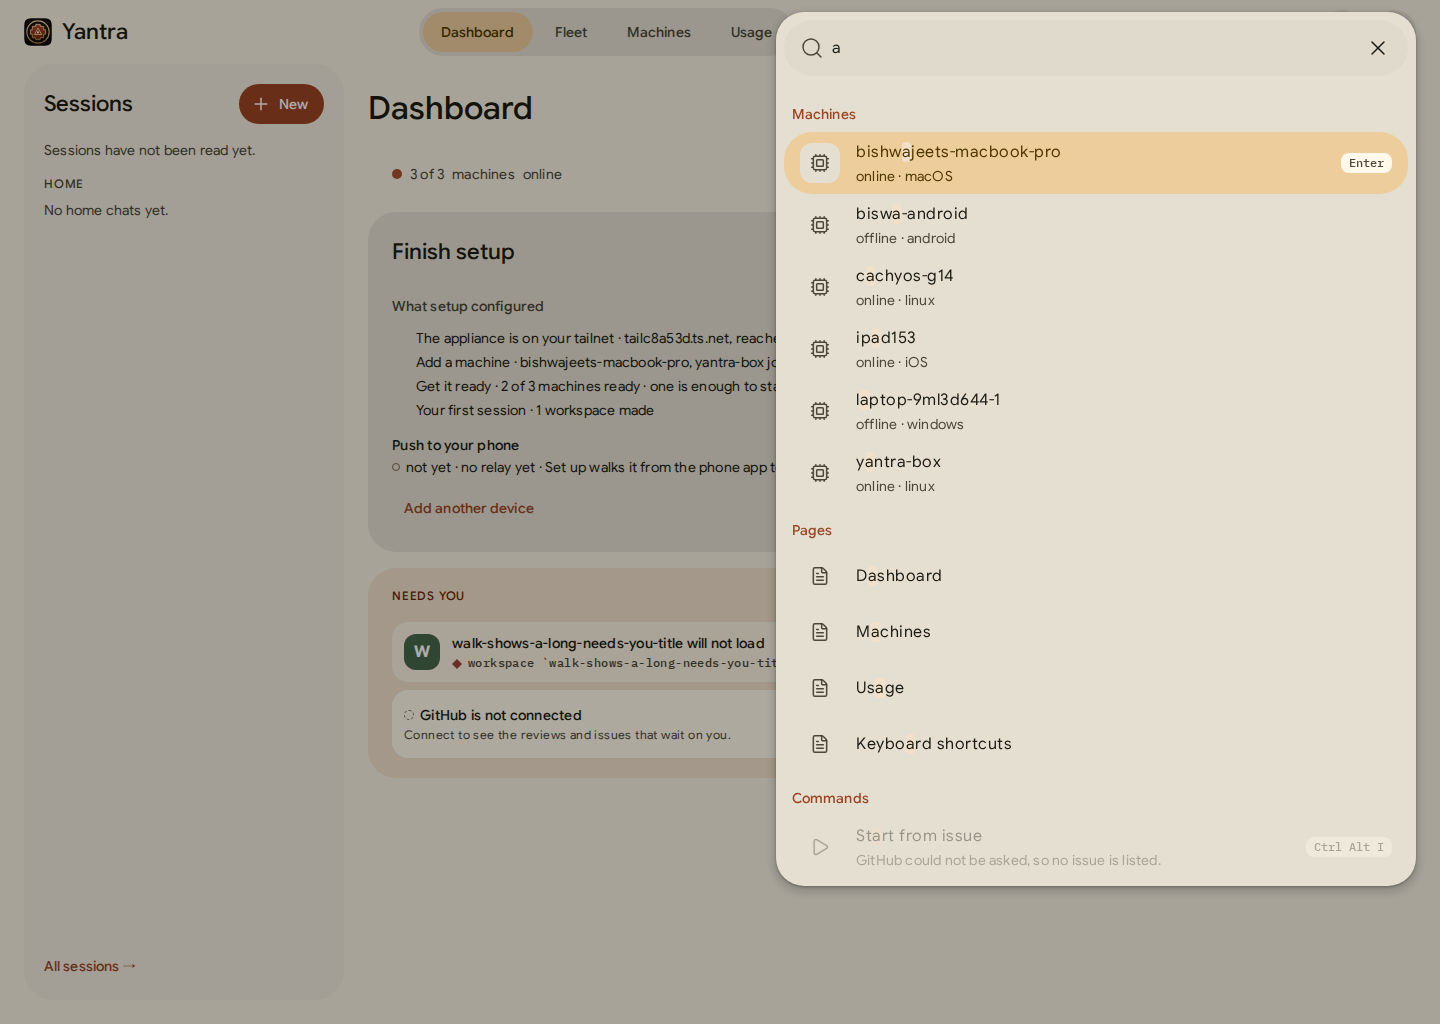 Yantra
Dashboard
Fleet
Machines
Usage
Sessions
New
Sessions have not been read yet.
HOME
No home chats yet.
All sessions →
Dashboard
3 of 3 machines online
Finish setup
What setup configured
The appliance is on your tailnet · tailc8a53d.ts.net, reache
Add a machine · bishwajeets-macbook-pro, yantra-box jo
Get it ready · 2 of 3 machines ready · one is enough to sta
Your first session · 1 workspace made
Push to your phone
not yet · no relay yet · Set up walks it from the phone app t
Add another device
NEEDS YOU
W
walk-shows-a-long-needs-you-title will not load
workspace `walk-shows-a-long-needs-you-tit
GitHub is not connected
Connect to see the reviews and issues that wait on you.
a
Machines
bishwajeets-macbook-pro
online · macOS
Enter
biswa-android
offline · android
cachyos-g14
online · linux
ipad153
online · iOS
laptop-9ml3d644-1
offline · windows
yantra-box
online · linux
Pages
Dashboard
Machines
Usage
Keyboard shortcuts
Commands
Start from issue
GitHub could not be asked, so no issue is listed.
Ctrl Alt I